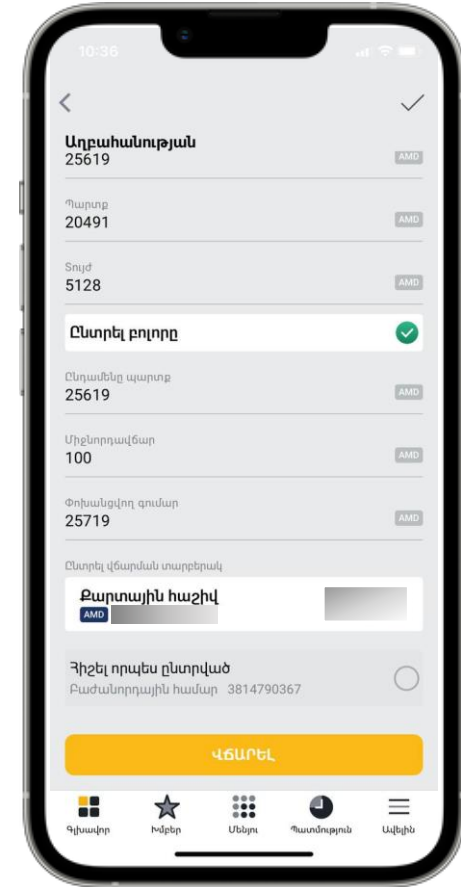 10:36
Աղբահանության
25619
AMD
Պարտք
20491
AMD
Տույժ
5128
AMD
Ընտրել բոլորը
Ընդամենը պարտք
25619
AMD
Միջնորդավճար
100
AMD
Փոխանցվող գումար
25719
AMD
Ընտրել վճարման տարբերակ
Քարտային հաշիվ
AMD
Հիշել որպես ընտրված
Բաժանորդային համար 3814790367
ՎՃԱՐԵԼ
Գլխավոր Խմբեր Մենյու Պատմություն Ավելին